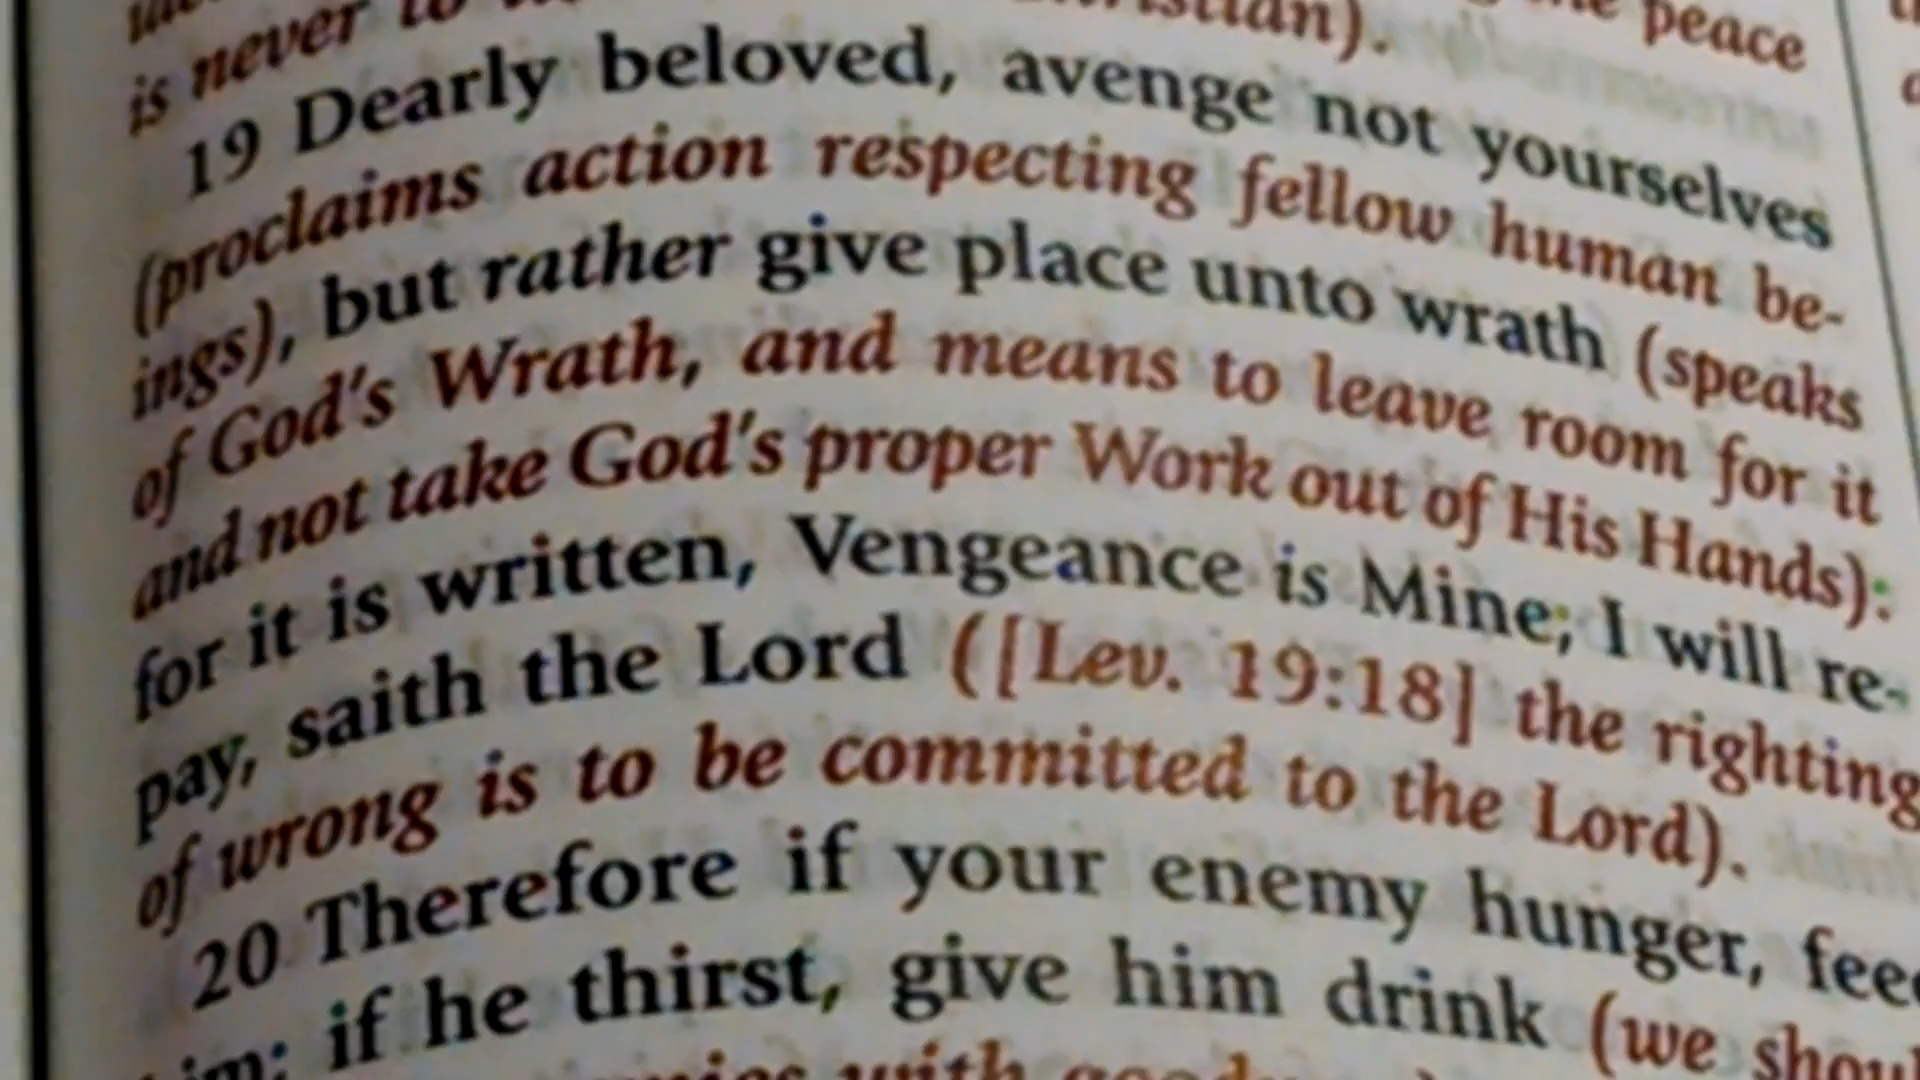 is never to
the peace
19 Dearly beloved, avenge not yourselves
(proclaims action respecting fellow human be-
ings), but rather give place unto wrath (speaks
of God's Wrath, and means to leave room for it
and not take God's proper Work out of His Hands):
for it is written, Vengeance is Mine; I will re-
pay, saith the Lord ([Lev. 19:18] the righting
of wrong is to be committed to the Lord).
20 Therefore if your enemy hunger, feed
him; if he thirst, give him drink (we
with